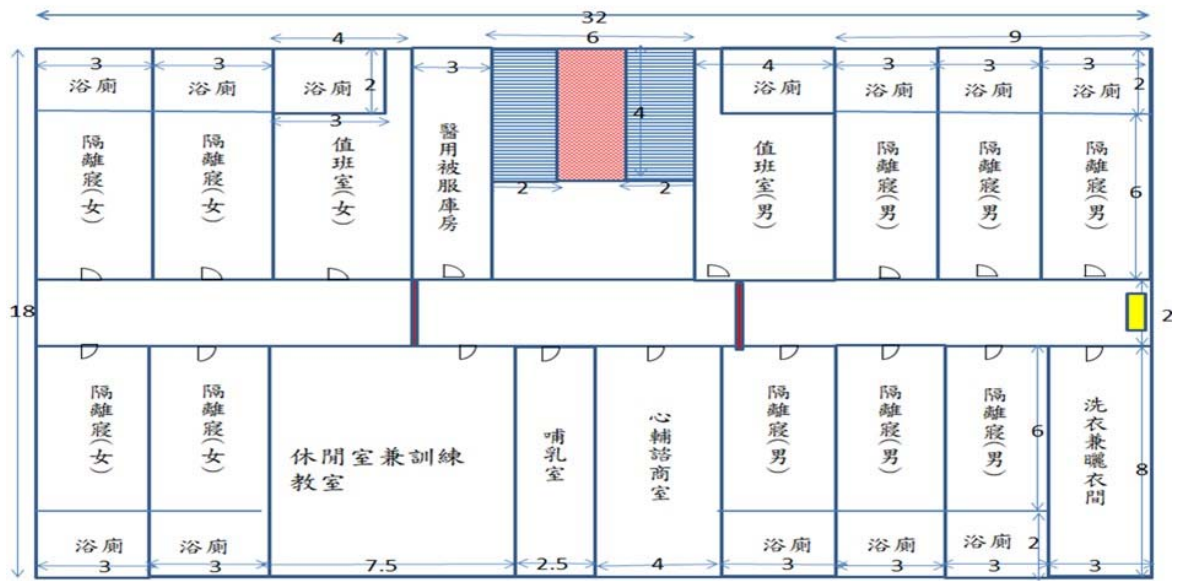 32
4
6
9
3
3
2
3
4
3
3
3
2
浴廁
浴廁
浴廁
浴廁
浴廁
浴廁
浴廁
3
4
2
2
隔離寢(女)
隔離寢(女)
值班室(女)
醫用被服庫房
值班室(男)
隔離寢(男)
隔離寢(男)
隔離寢(男)
6
18
2
隔離寢(女)
隔離寢(女)
休閒室兼訓練
教室
哺乳室
心輔諮商室
隔離寢(男)
隔離寢(男)
隔離寢(男)
6
洗衣兼曬衣間
8
浴廁
浴廁
浴廁
浴廁
浴廁
2
3
3
7.5
2.5
4
3
3
3
3